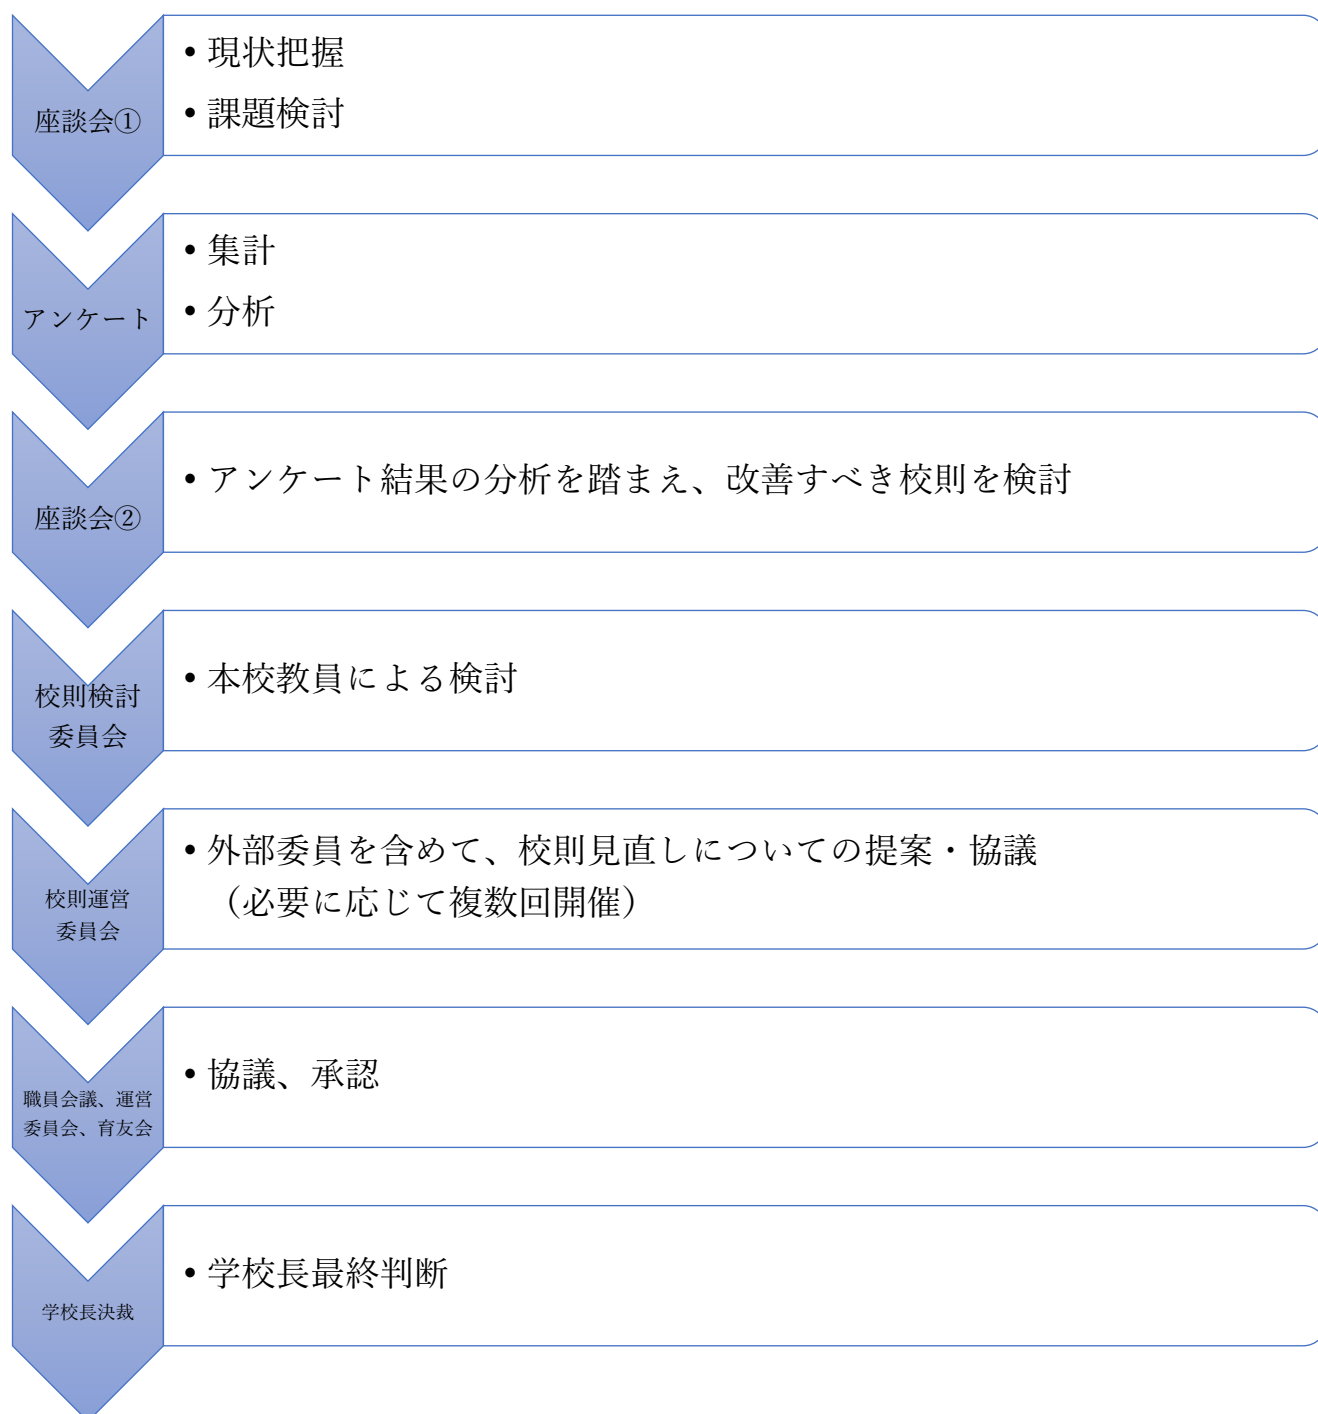 座談会①
• 現状把握
• 課題検討
アンケート
• 集計
• 分析
座談会②
• アンケート結果の分析を踏まえ、改善すべき校則を検討
校則検討
委員会
• 本校教員による検討
校則運営
委員会
• 外部委員を含めて、校則見直しについての提案・協議
（必要に応じて複数回開催）
職員会議、運営
委員会、育友会
• 協議、承認
学校長決裁
• 学校長最終判断